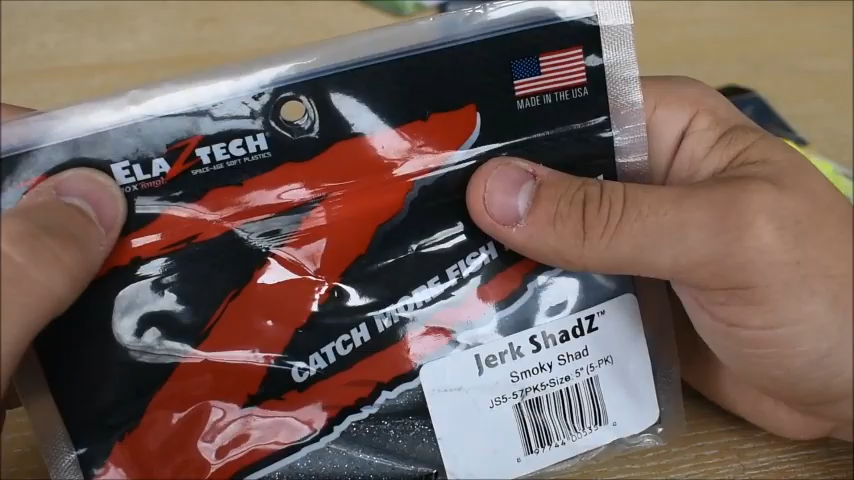 MADE IN THE USA
ELAZTECH
SPACE-AGE SOFT PLASTICS
CATCH MORE FISH
Jerk ShadZ™
Smoky Shad
JS5-57PK5-Size:5" (5-PK)